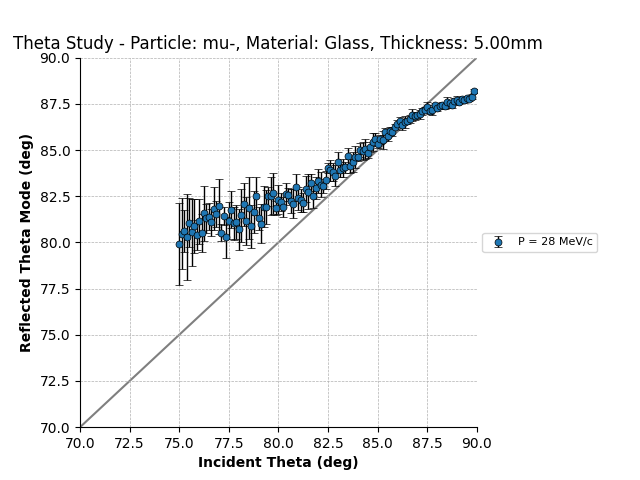 Theta Study - Particle: mu-, Material: Glass, Thickness: 5.00mm
90.0
87.5
85.0
82.5
80.0
77.5
75.0
72.5
70.0
Reflected Theta Mode (deg)
P = 28 MeV/c
70.0 72.5 75.0 77.5 80.0 82.5 85.0 87.5 90.0
Incident Theta (deg)